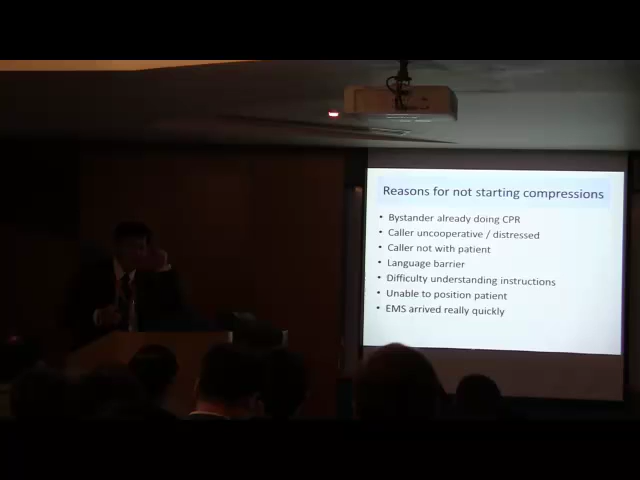 Reasons for not starting compressions
• Bystander already doing CPR
• Caller uncooperative / distressed
• Caller not with patient
• Language barrier
• Difficulty understanding instructions
• Unable to position patient
• EMS arrived really quickly